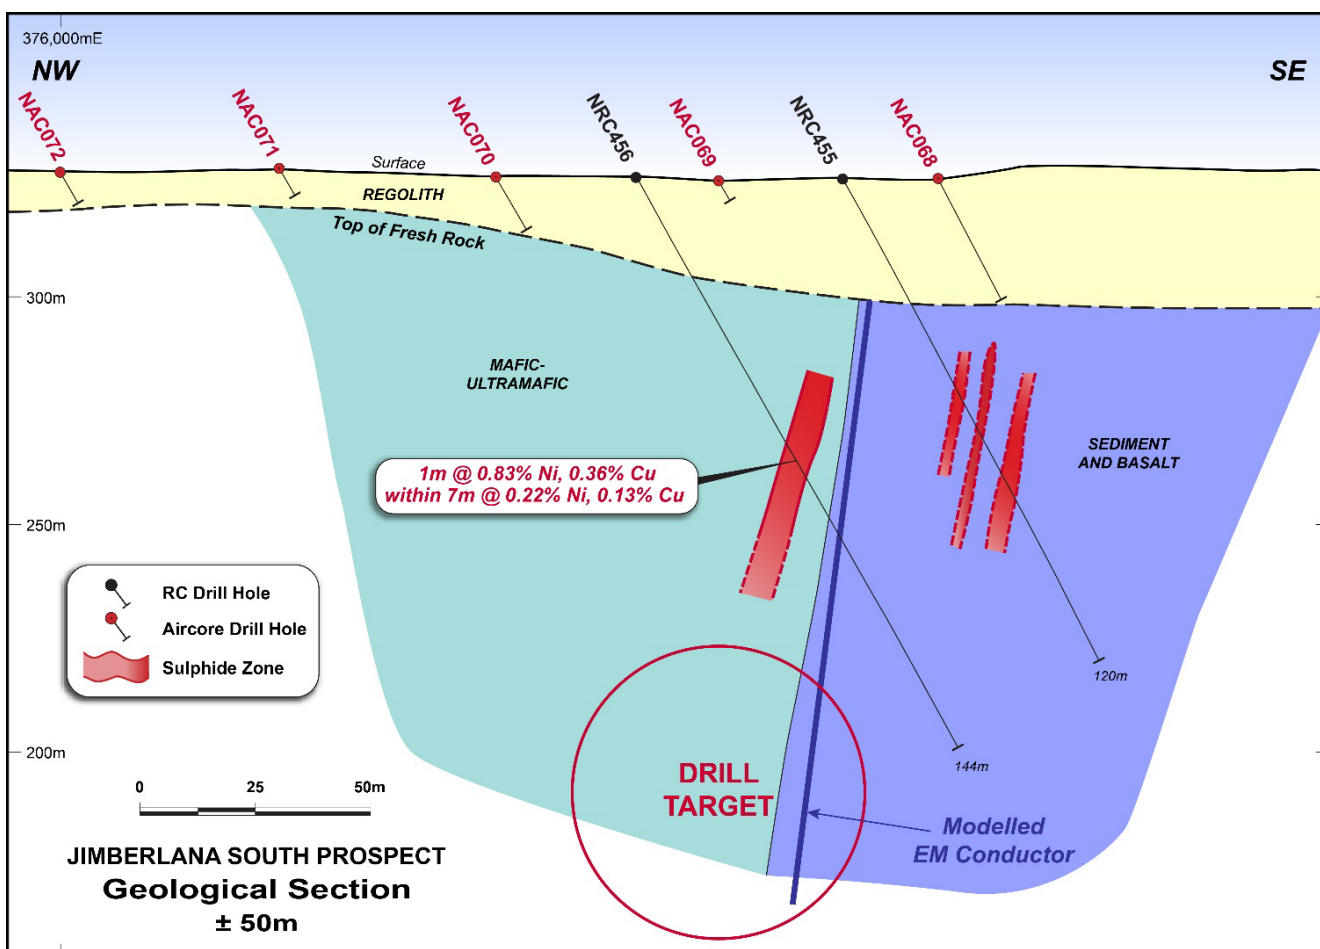 376,000mE
NW
SE
NAC072
NAC071
NAC070
NRC456
NAC069
NRC455
NAC068
Surface
REGOLITH
Top of Fresh Rock
300m
MAFIC-
ULTRAMAFIC
SEDIMENT
AND BASALT
1m @ 0.83% Ni, 0.36% Cu
within 7m @ 0.22% Ni, 0.13% Cu
250m
RC Drill Hole
Aircore Drill Hole
Sulphide Zone
120m
200m
144m
DRILL
TARGET
0 25 50m
Modelled
EM Conductor
JIMBERLANA SOUTH PROSPECT
Geological Section
± 50m